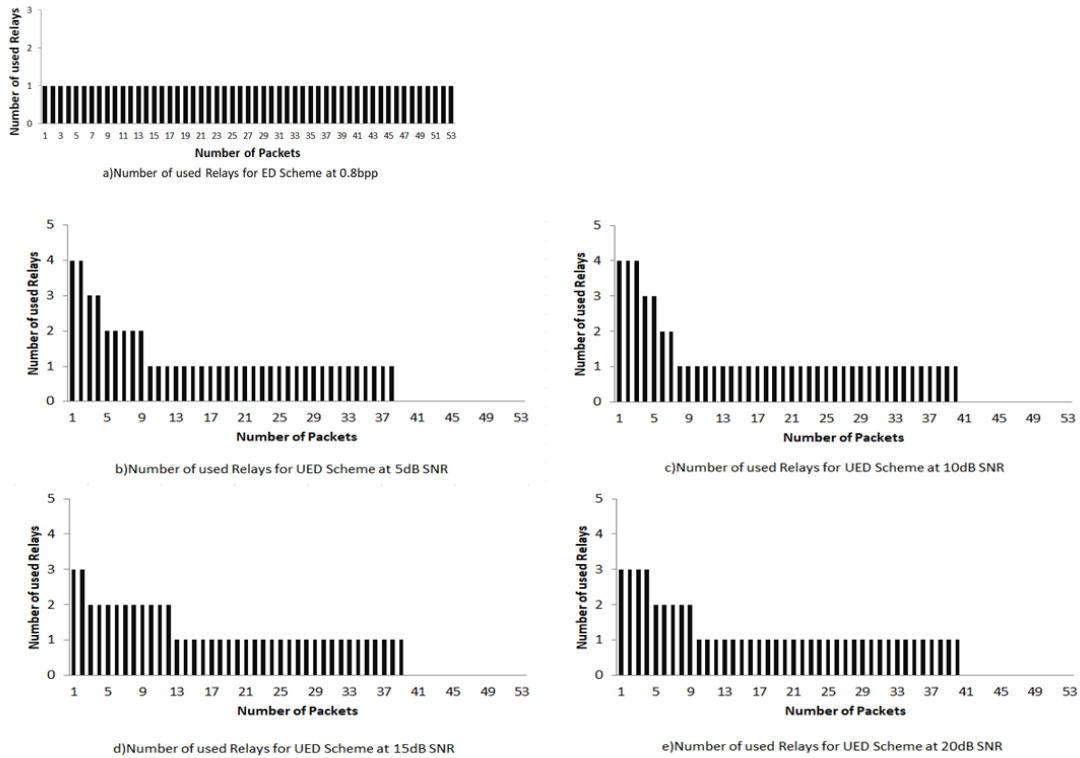 Number of used Relays
3
2
1
0
1 3 5 7 9 11 13 15 17 19 21 23 25 27 29 31 33 35 37 39 41 43 45 47 49 51 53
Number of Packets
a)Number of used Relays for ED Scheme at 0.8bpp
Number of used Relays
5
4
3
2
1
0
1 5 9 13 17 21 25 29 33 37 41 45 49 53
Number of Packets
b)Number of used Relays for UED Scheme at 5dB SNR
Number of used Relays
5
4
3
2
1
0
1 5 9 13 17 21 25 29 33 37 41 45 49 53
Number of Packets
c)Number of used Relays for UED Scheme at 10dB SNR
Number of used Relays
5
4
3
2
1
0
1 5 9 13 17 21 25 29 33 37 41 45 49 53
Number of Packets
d)Number of used Relays for UED Scheme at 15dB SNR
Number of used Relays
5
4
3
2
1
0
1 5 9 13 17 21 25 29 33 37 41 45 49 53
Number of Packets
e)Number of used Relays for UED Scheme at 20dB SNR